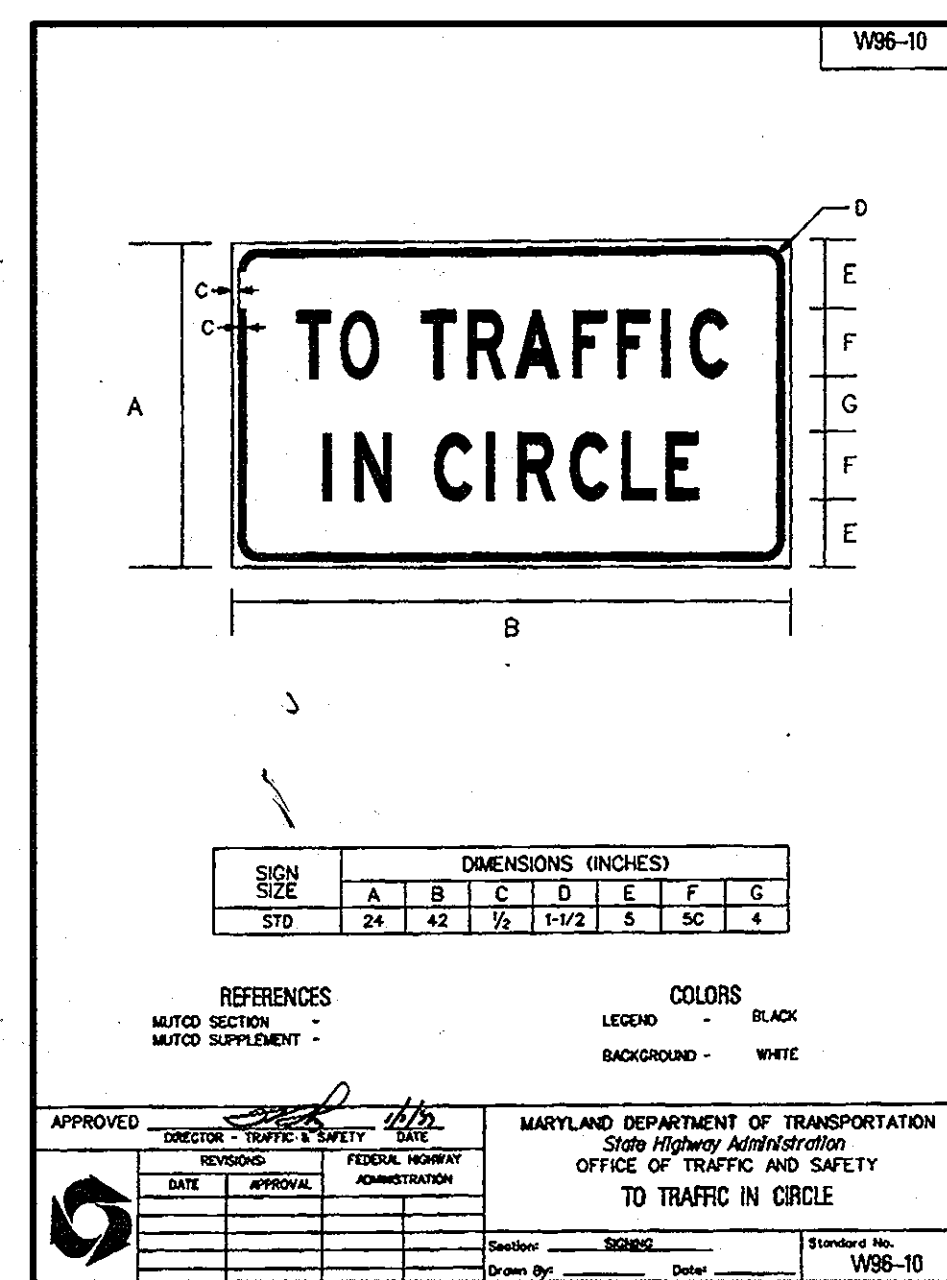 W96-10
D
E
C
C
F
TO TRAFFIC
A
G
IN CIRCLE
F
E
B
SIGN SIZE DIMENSIONS (INCHES)
A B C D E F G
STD 24 42 1/2 1-1/2 5 5C 4
REFERENCES
MUTCD SECTION -
MUTCD SUPPLEMENT -
COLORS
LEGEND - BLACK
BACKGROUND - WHITE
APPROVED
DIRECTOR - TRAFFIC & SAFETY DATE
REVISIONS FEDERAL HIGHWAY ADMINISTRATION
DATE APPROVAL
MARYLAND DEPARTMENT OF TRANSPORTATION
State Highway Administration
OFFICE OF TRAFFIC AND SAFETY
TO TRAFFIC IN CIRCLE
Section: SIGNING
Drawn By: Date:
Standard No.
W96-10